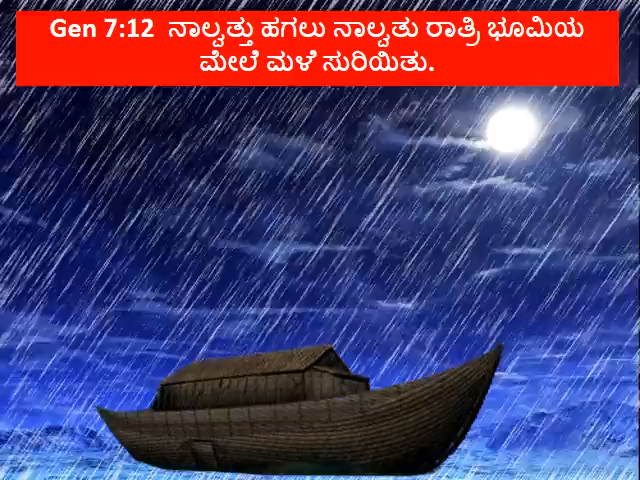 Gen 7:12 ನಾಲ್ವತ್ತು ಹಗಲು ನಾಲ್ವತು ರಾತ್ರಿ ಭೂಮಿಯ
ಮೇಲೆ ಮಳೆ ಸುರಿಯಿತು.